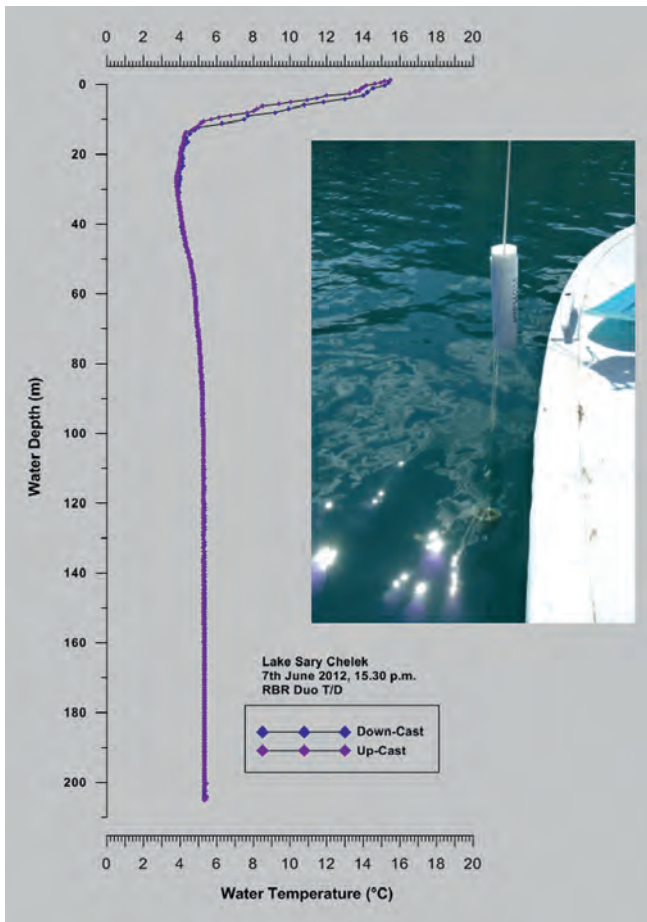 0 2 4 6 8 10 12 14 16 18 20
0
20
40
60
80
100
120
140
160
180
200
Water Depth (m)
Lake Sary Chelek
7th June 2012, 15.30 p.m.
RBR Duo T/D
Down-Cast
Up-Cast
0 2 4 6 8 10 12 14 16 18 20
Water Temperature (°C)